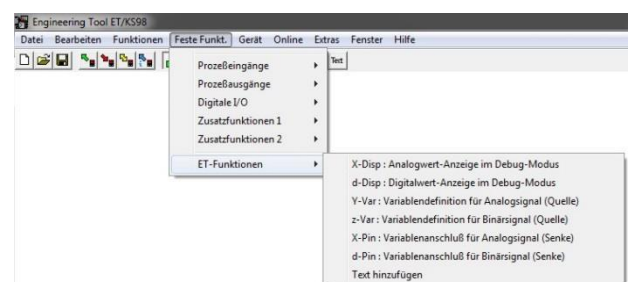 Engineering Tool ET/KS98
Datei Bearbeiten Funktionen Feste Funkt. Gerät Online Extras Fenster Hilfe
Text
Prozeßeingänge
Prozeßausgänge
Digitale I/O
Zusatzfunktionen 1
Zusatzfunktionen 2
ET-Funktionen
X-Disp : Analogwert-Anzeige im Debug-Modus
d-Disp : Digitalwert-Anzeige im Debug-Modus
Y-Var : Variablendefinition für Analogsignal (Quelle)
z-Var : Variablendefinition für Binärsignal (Quelle)
X-Pin : Variablenanschluß für Analogsignal (Senke)
d-Pin : Variablenanschluß für Binärsignal (Senke)
Text hinzufügen